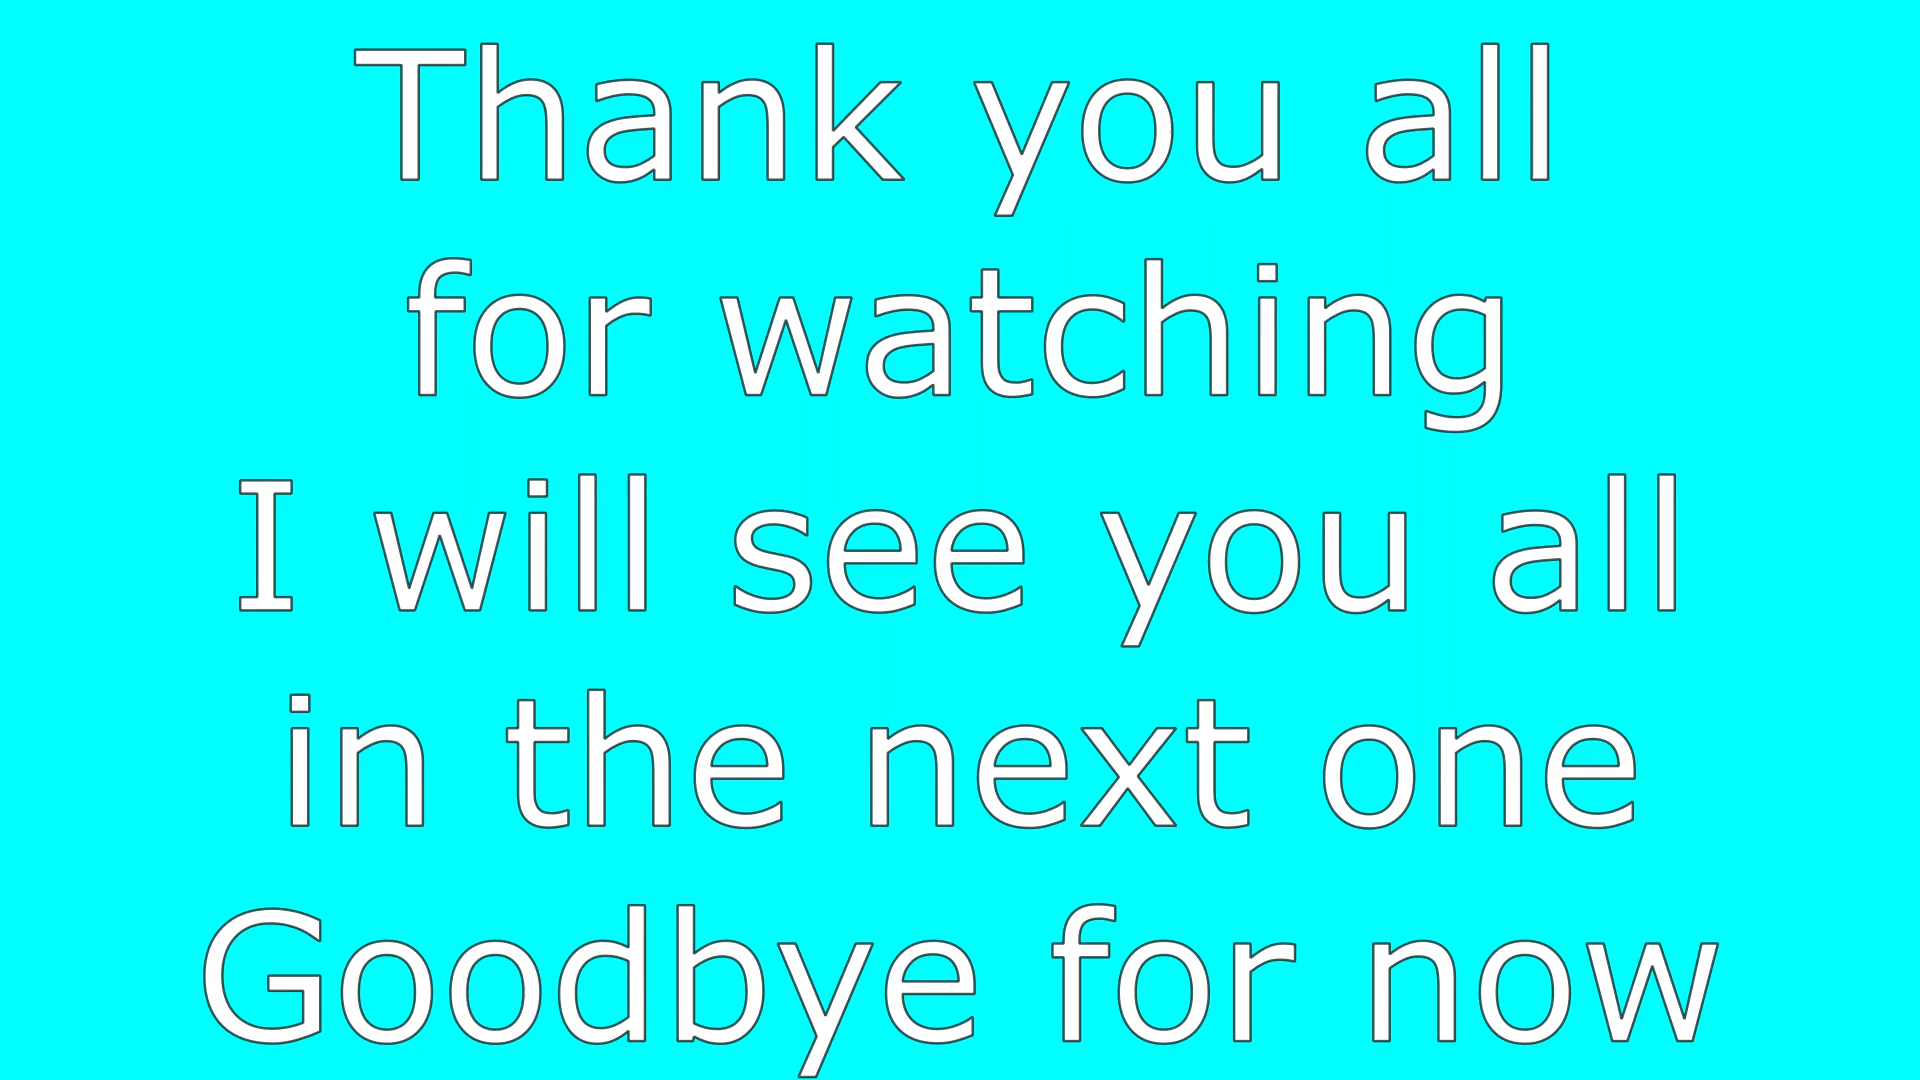 Thank you all
for watching
I will see you all
in the next one
Goodbye for now